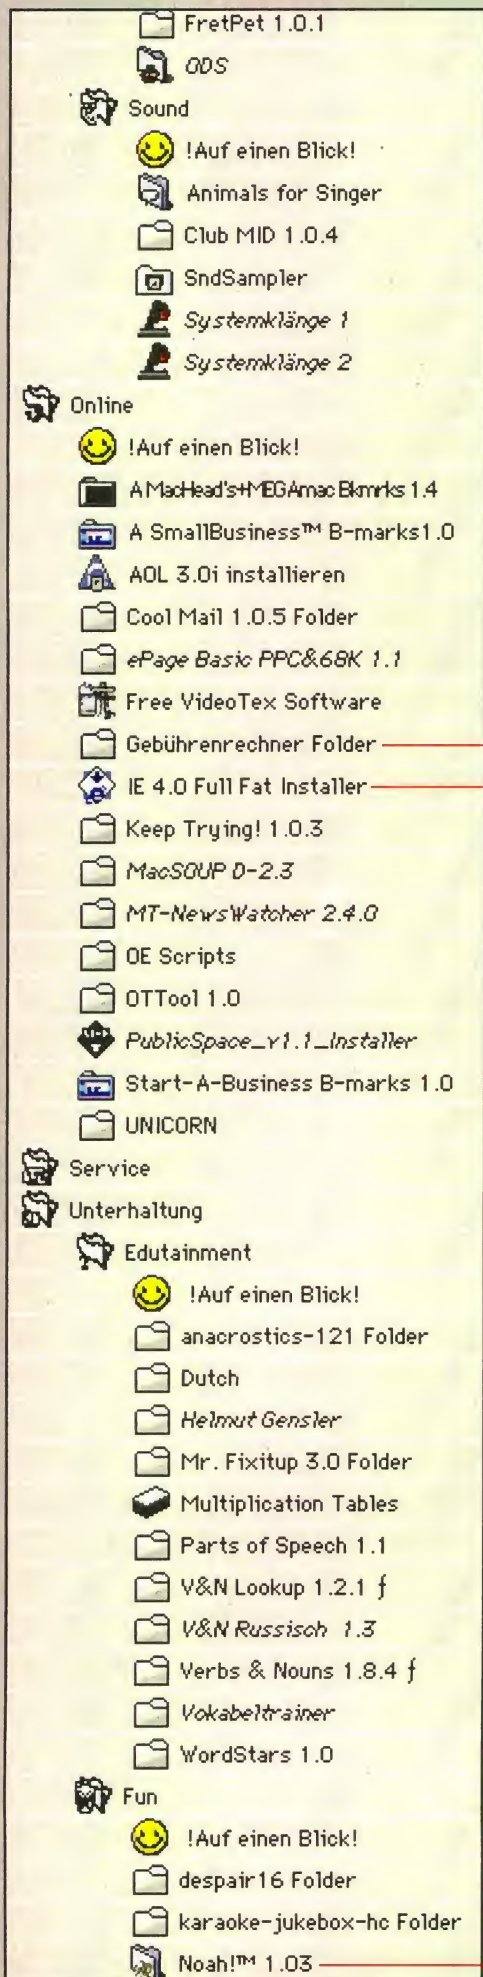 FretPet 1.0.1
ODS
Sound
!Auf einen Blick!
Animals for Singer
Club MID 1.0.4
SndSampler
Systemklänge 1
Systemklänge 2
Online
!Auf einen Blick!
A MacHead's+MEGAmac Bkmrks 1.4
A SmallBusiness™ B-marks1.0
AOL 3.0i installieren
Cool Mail 1.0.5 Folder
ePage Basic PPC&68K 1.1
Free VideoTex Software
Gebührenrechner Folder
IE 4.0 Full Fat Installer
Keep Trying! 1.0.3
MacSOUP D-2.3
MT-NewsWatcher 2.4.0
OE Scripts
OTTool 1.0
PublicSpace_v1.1_Installer
Start-A-Business B-marks 1.0
UNICORN
Service
Unterhaltung
Edutainment
!Auf einen Blick!
anacrostics-121 Folder
Dutch
Helmut Gensler
Mr. Fixitup 3.0 Folder
Multiplication Tables
Parts of Speech 1.1
V&N Lookup 1.2.1 ƒ
V&N Russisch 1.3
Verbs & Nouns 1.8.4 ƒ
Vokabeltrainer
WordStars 1.0
Fun
!Auf einen Blick!
despair16 Folder
karaoke-jukebox-hc Folder
Noah!™ 1.03